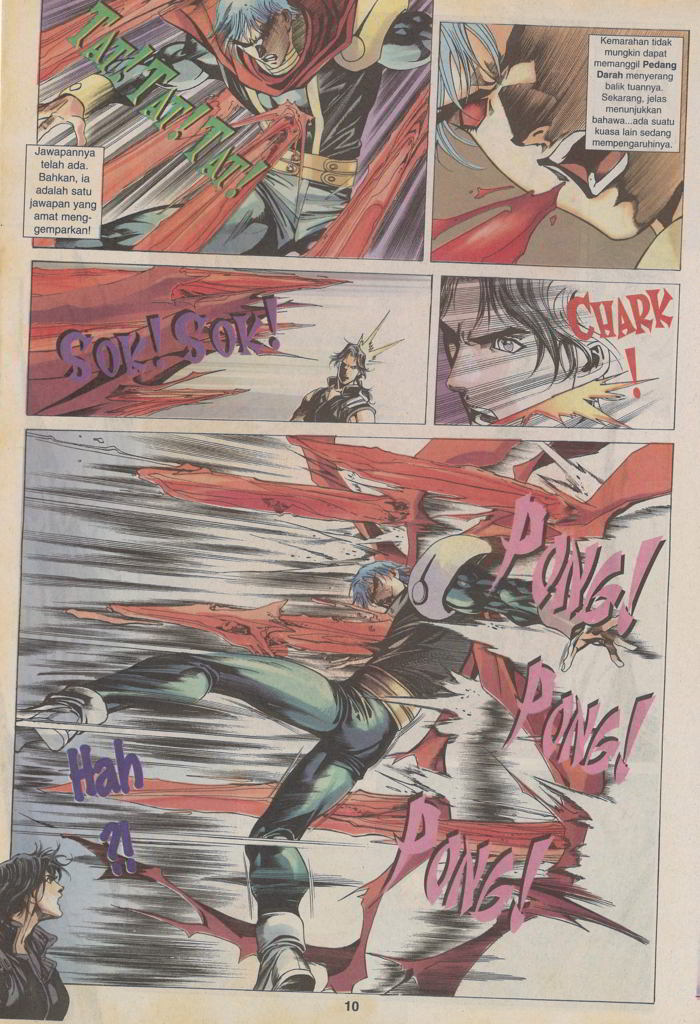 TAT! TAT! TAT!
Jawapannya
telah ada.
Bahkan, ia
adalah satu
jawapan yang
amat meng-
gemparkan!
Kemarahan tidak
mungkin dapat
memanggil Pedang
Darah menyerang
balik tuannya.
Sekarang, jelas
menunjukkan
bahawa...ada suatu
kuasa lain sedang
mempengaruhinya.
SOK! SOK!
CHARK
!
PONG!
PONG!
PONG!
Hah
?!
10